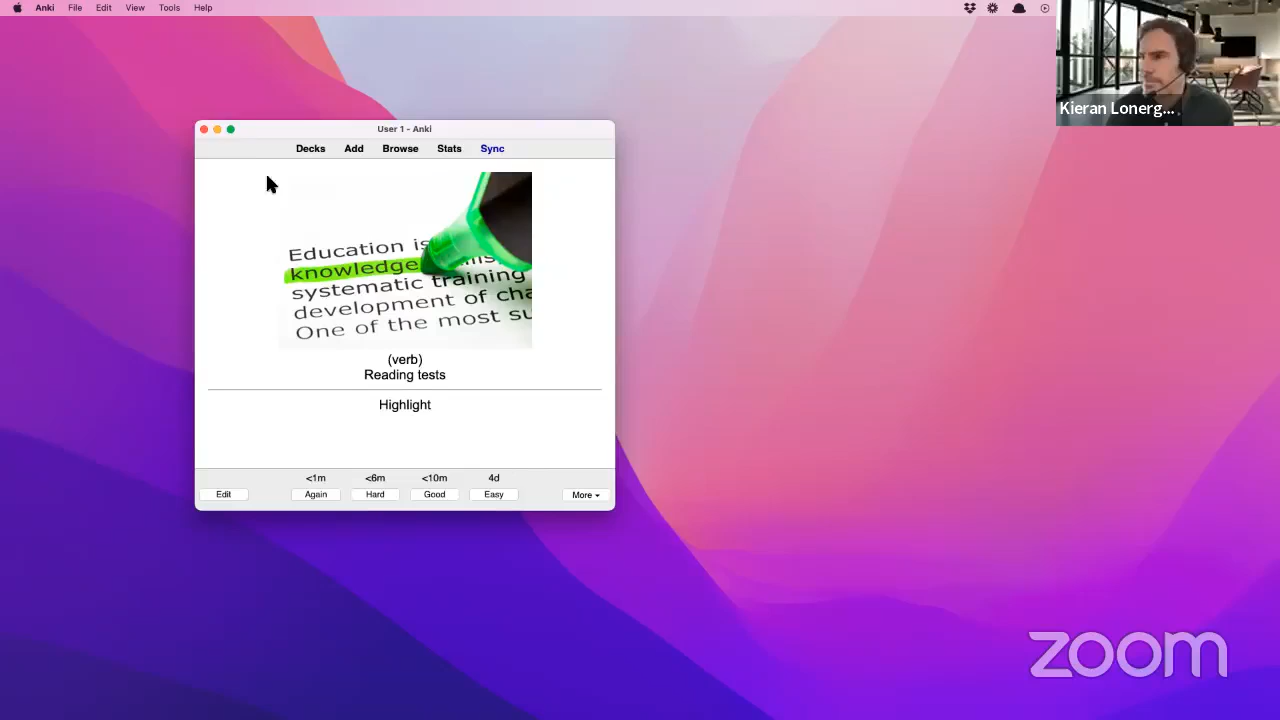 Anki File Edit View Tools Help
Kieran Lonerg...
User 1 - Anki
Decks Add Browse Stats Sync
Education is
knowledge
systematic training
development of cha
One of the most su
(verb)
Reading tests
Highlight
<1m <6m <10m 4d
Edit Again Hard Good Easy More
zoom